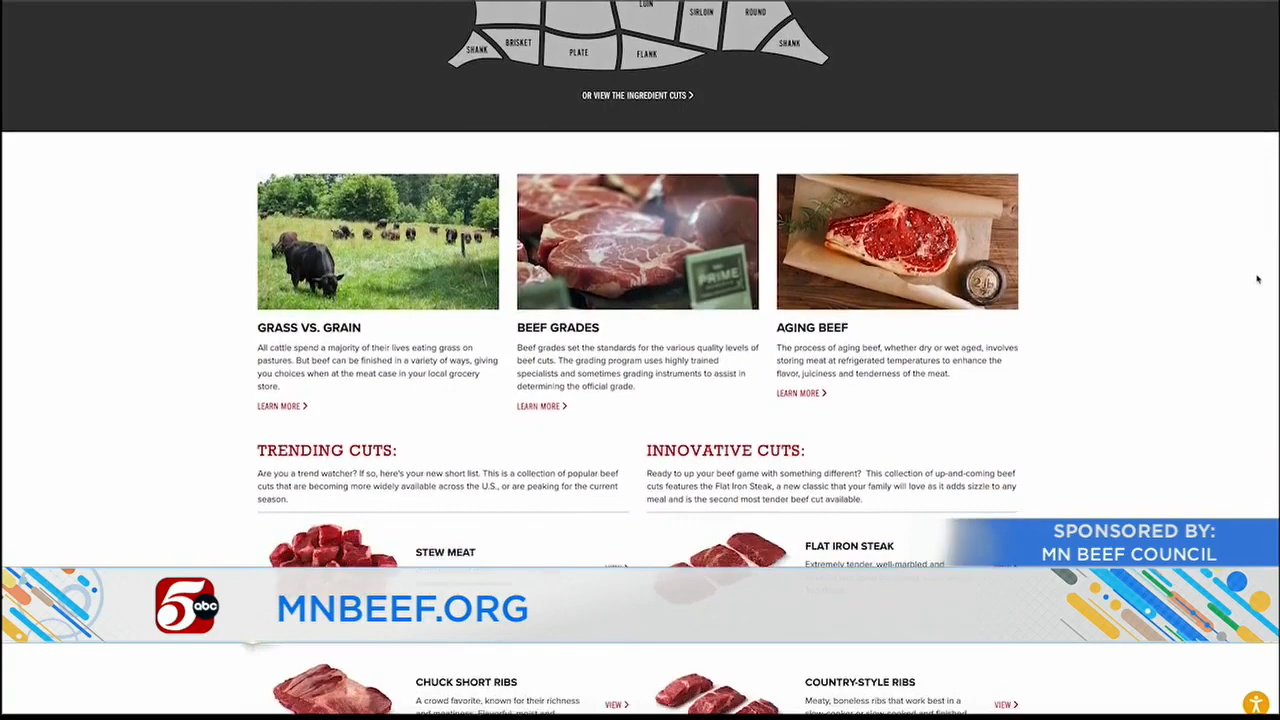 LOIN
SIRLOIN
ROUND
SHANK
BRISKET
PLATE
FLANK
SHANK
OR VIEW THE INGREDIENT CUTS >
PRIME
2 lb
GRASS VS. GRAIN
All cattle spend a majority of their lives eating grass on
pastures. But beef can be finished in a variety of ways, giving
you choices when at the meat case in your local grocery
store.
LEARN MORE >
BEEF GRADES
Beef grades set the standards for the various quality levels of
beef cuts. The grading program uses highly trained
specialists and sometimes grading instruments to assist in
determining the official grade.
LEARN MORE >
AGING BEEF
The process of aging beef, whether dry or wet aged, involves
storing meat at refrigerated temperatures to enhance the
flavor, juiciness and tenderness of the meat.
LEARN MORE >
TRENDING CUTS:
Are you a trend watcher? If so, here's your new short list. This is a collection of popular beef
cuts that are becoming more widely available across the U.S., or are peaking for the current
season.
INNOVATIVE CUTS:
Ready to up your beef game with something different? This collection of up-and-coming beef
cuts features the Flat Iron Steak, a new classic that your family will love as it adds sizzle to any
meal and is the second most tender beef cut available.
STEW MEAT
FLAT IRON STEAK
Extremely tender, well-marbled and
SPONSORED BY:
MN BEEF COUNCIL
5 abc
MNBEEF.ORG
CHUCK SHORT RIBS
A crowd favorite, known for their richness
VIEW >
COUNTRY-STYLE RIBS
Meaty, boneless ribs that work best in a
VIEW >